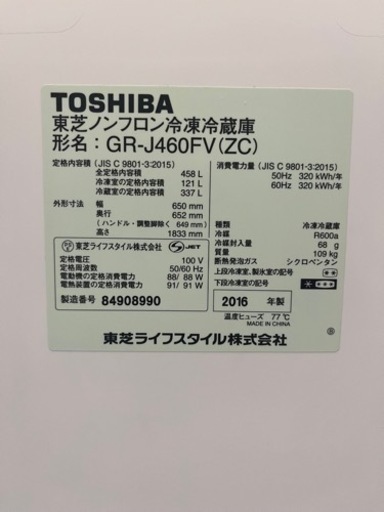 TOSHIBA
東芝ノンフロン冷凍冷蔵庫
形名：GR-J460FV(ZC)
定格内容積（JIS C 9801-3:2015）
全定格内容積 458 L
冷凍室の定格内容積 121 L
冷蔵室の定格内容積 337 L
外形寸法 幅 650 mm
奥行 652 mm
（ハンドル・調整脚除く 649 mm）
高さ 1833 mm
東芝ライフスタイル株式会社 S JET
定格電圧 100 V
定格周波数 50/60 Hz
電動機の定格消費電力 88/ 88 W
電熱装置の定格消費電力 91/ 91 W
製造番号 84908990
消費電力量（JIS C 9801-3:2015）
50Hz 320 kWh/年
60Hz 320 kWh/年
種類 冷凍冷蔵庫
冷媒 R600a
冷媒封入量 68 g
質量 109 kg
断熱発泡ガス シクロペンタン
上段冷凍室、製氷室の記号 **
下段冷凍室の記号 ****
2016 年製
温度ヒューズ 77℃
MADE IN CHINA
東芝ライフスタイル株式会社